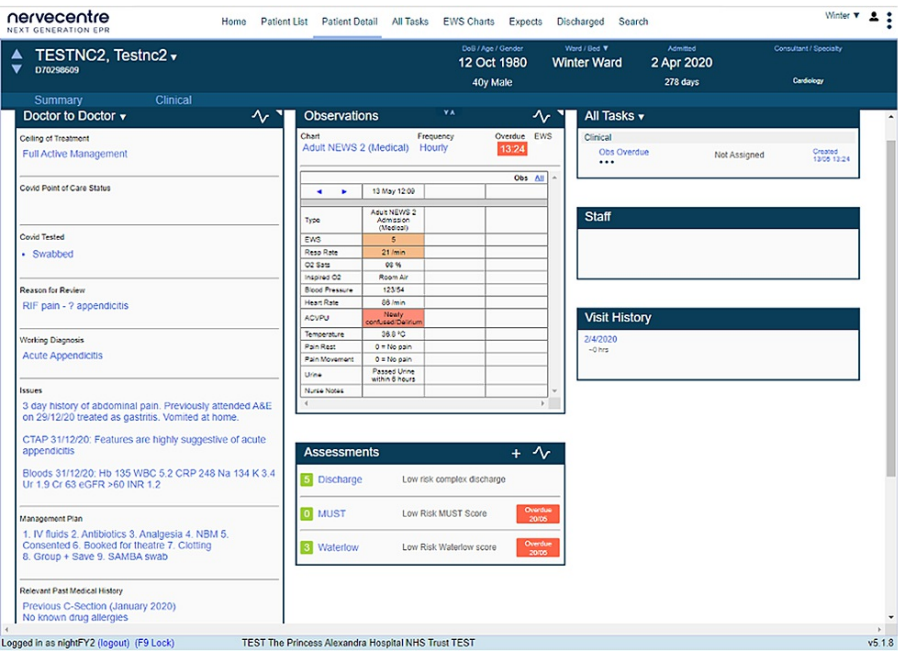 nervecentre
NEXT GENERATION EPR
Home Patient List Patient Detail All Tasks EWS Charts Expects Discharged Search
Winter ▼
TESTNC2, Testnc2 ▾
D70298609
DoB / Age / Gender
12 Oct 1980
40y Male
Ward / Bed ▼
Winter Ward
Admitted
2 Apr 2020
278 days
Consultant / Specialty
Cardiology
Summary Clinical
Doctor to Doctor ▾
Ceiling of Treatment
Full Active Management
Covid Point of Care Status
Covid Tested
• Swabbed
Reason for Review
RIF pain - ? appendicitis
Working Diagnosis
Acute Appendicitis
Issues
3 day history of abdominal pain. Previously attended A&E
on 29/12/20 treated as gastritis. Vomited at home.
CTAP 31/12/20: Features are highly suggestive of acute
appendicitis
Bloods 31/12/20: Hb 135 WBC 5.2 CRP 248 Na 134 K 3.4
Ur 1.9 Cr 63 eGFR >60 INR 1.2
Management Plan
1. IV fluids 2. Antibiotics 3. Analgesia 4. NBM 5.
Consented 6. Booked for theatre 7. Clotting
8. Group + Save 9. SAMBA swab
Relevant Past Medical History
Previous C-Section (January 2020)
No known drug allergies
Observations
Chart Frequency Overdue EWS
Adult NEWS 2 (Medical) Hourly 13:24
Obs All
13 May 12:09
Type Adult NEWS 2
Admission
(Medical)
EWS 5
Resp Rate 21 /min
O2 Sats 98 %
Inspired O2 Room Air
Blood Pressure 123/54
Heart Rate 86 /min
ACVPU Newly
confused/Delirium
Temperature 36.8 °C
Pain Rest 0 = No pain
Pain Movement 0 = No pain
Urine Passed Urine
within 6 hours
Nurse Notes
Assessments +
5 Discharge Low risk complex discharge
0 MUST Low Risk MUST Score Overdue
20/05
3 Waterlow Low Risk Waterlow score Overdue
20/05
All Tasks ▾
Clinical
Obs Overdue Not Assigned Created
13/05 13:24
Staff
Visit History
2/4/2020
~0 hrs
Logged in as nightFY2 (logout) (F9 Lock) TEST The Princess Alexandra Hospital NHS Trust TEST v5.1.8